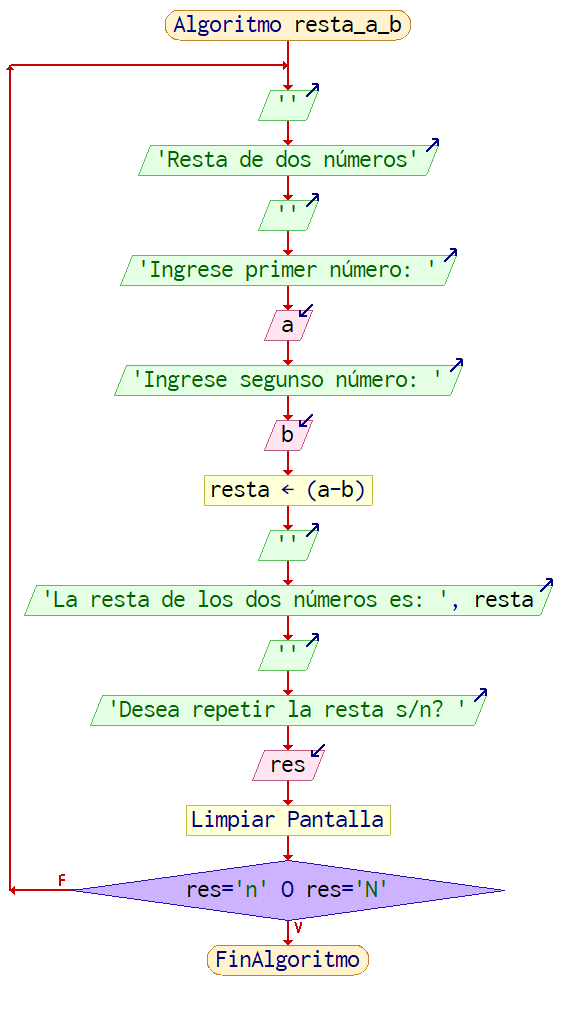 Algoritmo resta_a_b
''
'Resta de dos números'
''
'Ingrese primer número: '
a
'Ingrese segunso número: '
b
resta ← (a-b)
''
'La resta de los dos números es: ', resta
''
'Desea repetir la resta s/n? '
res
Limpiar Pantalla
F
res='n' O res='N'
V
FinAlgoritmo